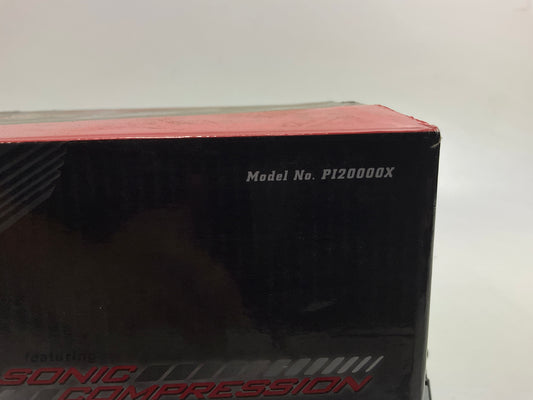 Model No. PI20000X
featuring
SONIC
COMPRESSION